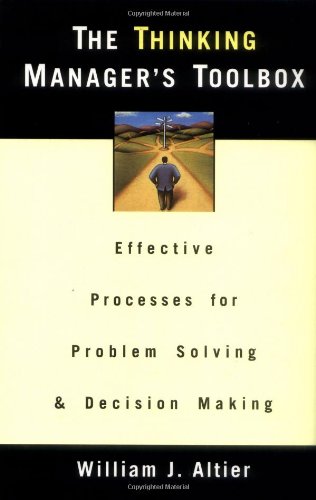 THE THINKING
MANAGER'S TOOLBOX
Effective
Processes for
Problem Solving
& Decision Making
William J. Altier